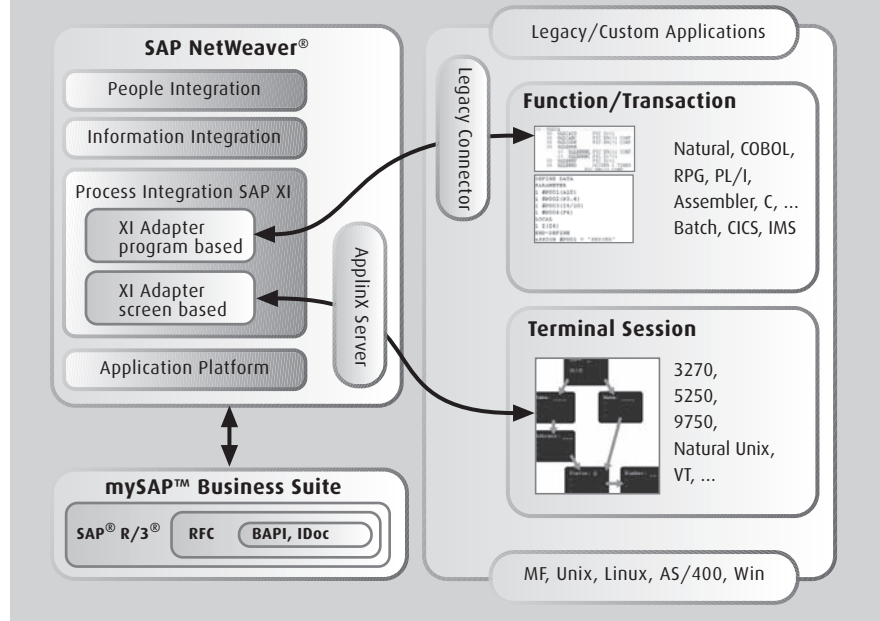 SAP NetWeaver®
People Integration
Information Integration
Process Integration SAP XI
XI Adapter
program based
XI Adapter
screen based
Application Platform
mySAP™ Business Suite
SAP® R/3®
RFC
BAPI, IDoc
Legacy Connector
ApplinX Server
Legacy/Custom Applications
Function/Transaction
DEFINE DATA
PARAMETER
LOCAL
END-DEFINE
Natural, COBOL,
RPG, PL/I,
Assembler, C, ...
Batch, CICS, IMS
Terminal Session
3270,
5250,
9750,
Natural Unix,
VT, ...
MF, Unix, Linux, AS/400, Win